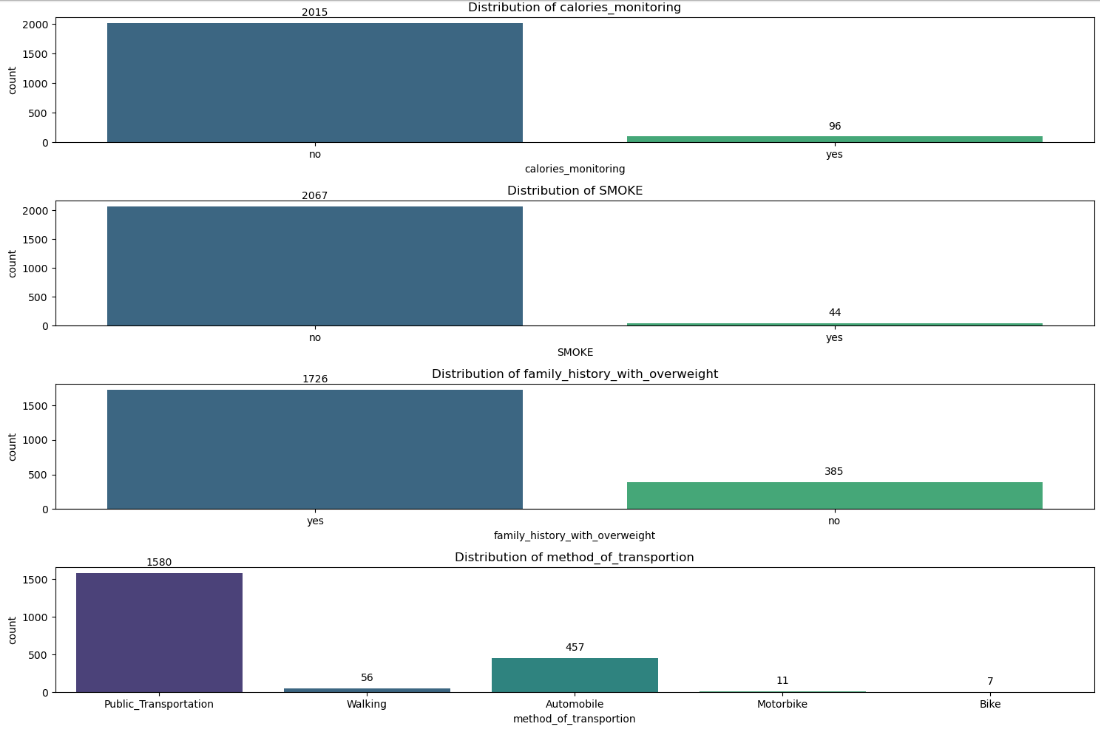 Distribution of calories_monitoring
2015
96
2000
1500
1000
500
0
count
no yes
calories_monitoring
Distribution of SMOKE
2067
44
2000
1500
1000
500
0
count
no yes
SMOKE
Distribution of family_history_with_overweight
1726
385
1500
1000
500
0
count
yes no
family_history_with_overweight
Distribution of method_of_transportion
1580
56
457
11
7
1500
1000
500
0
count
Public_Transportation Walking Automobile Motorbike Bike
method_of_transportion